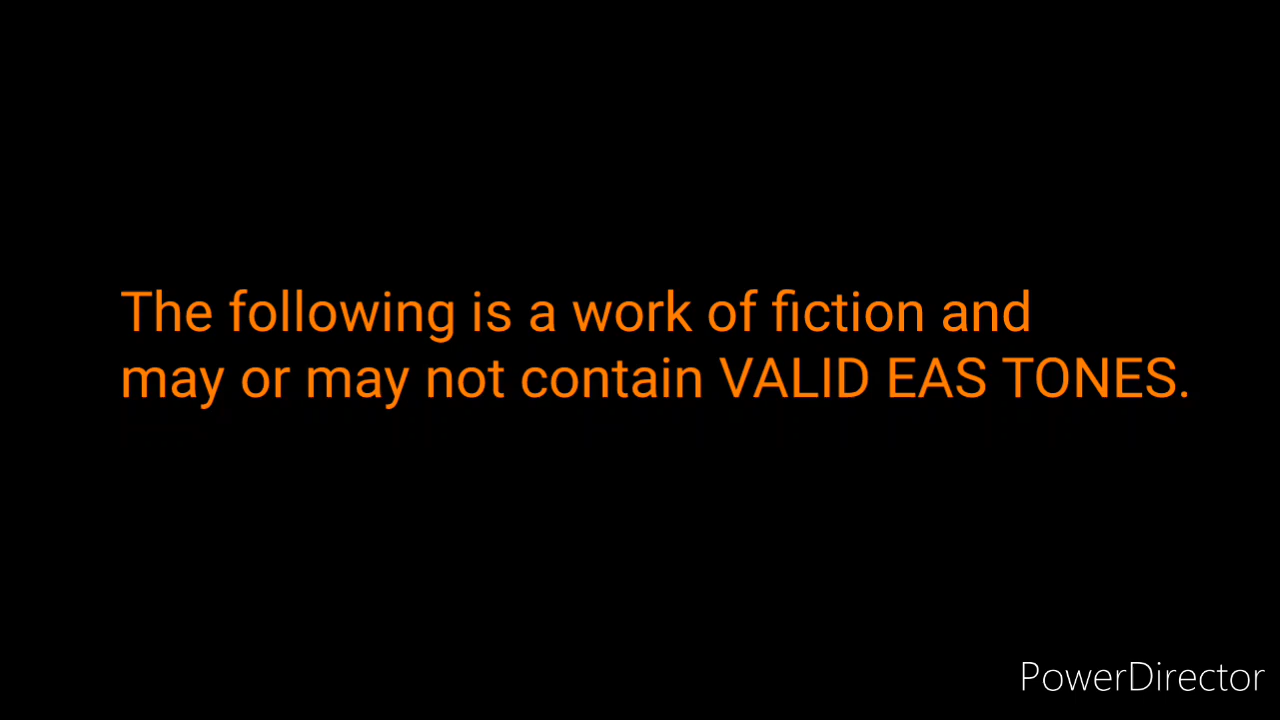 The following is a work of fiction and
may or may not contain VALID EAS TONES.
PowerDirector